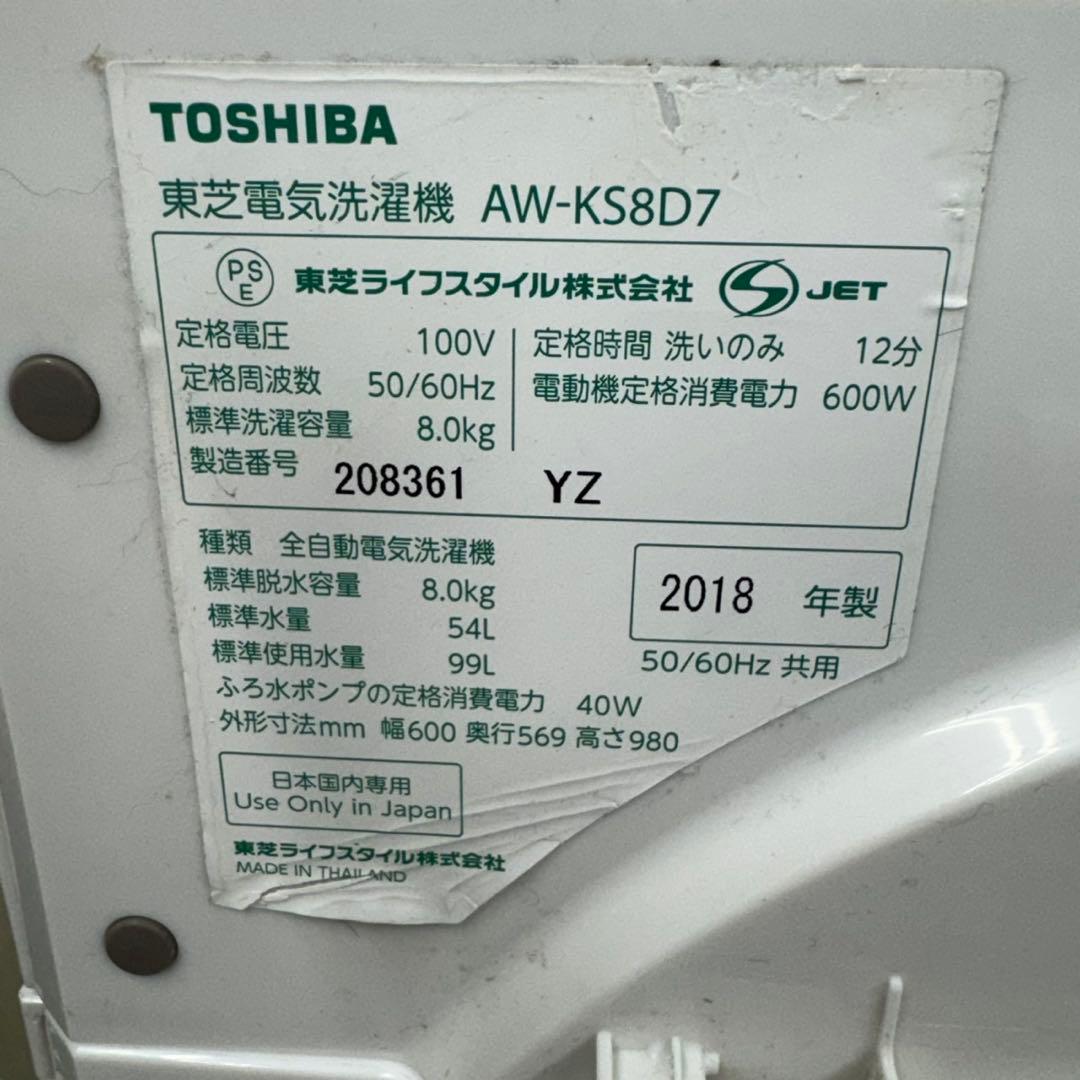 TOSHIBA
東芝電気洗濯機 AW-KS8D7
PS
E
東芝ライフスタイル株式会社 JET
定格電圧 100V
定格周波数 50/60Hz
標準洗濯容量 8.0kg
定格時間 洗いのみ 12分
電動機定格消費電力 600W
製造番号 208361 YZ
種類 全自動電気洗濯機
標準脱水容量 8.0kg
標準水量 54L
標準使用水量 99L
2018 年製
50/60Hz 共用
ふろ水ポンプの定格消費電力 40W
外形寸法mm 幅600 奥行569 高さ980
日本国内専用
Use Only in Japan
東芝ライフスタイル株式会社
MADE IN THAILAND